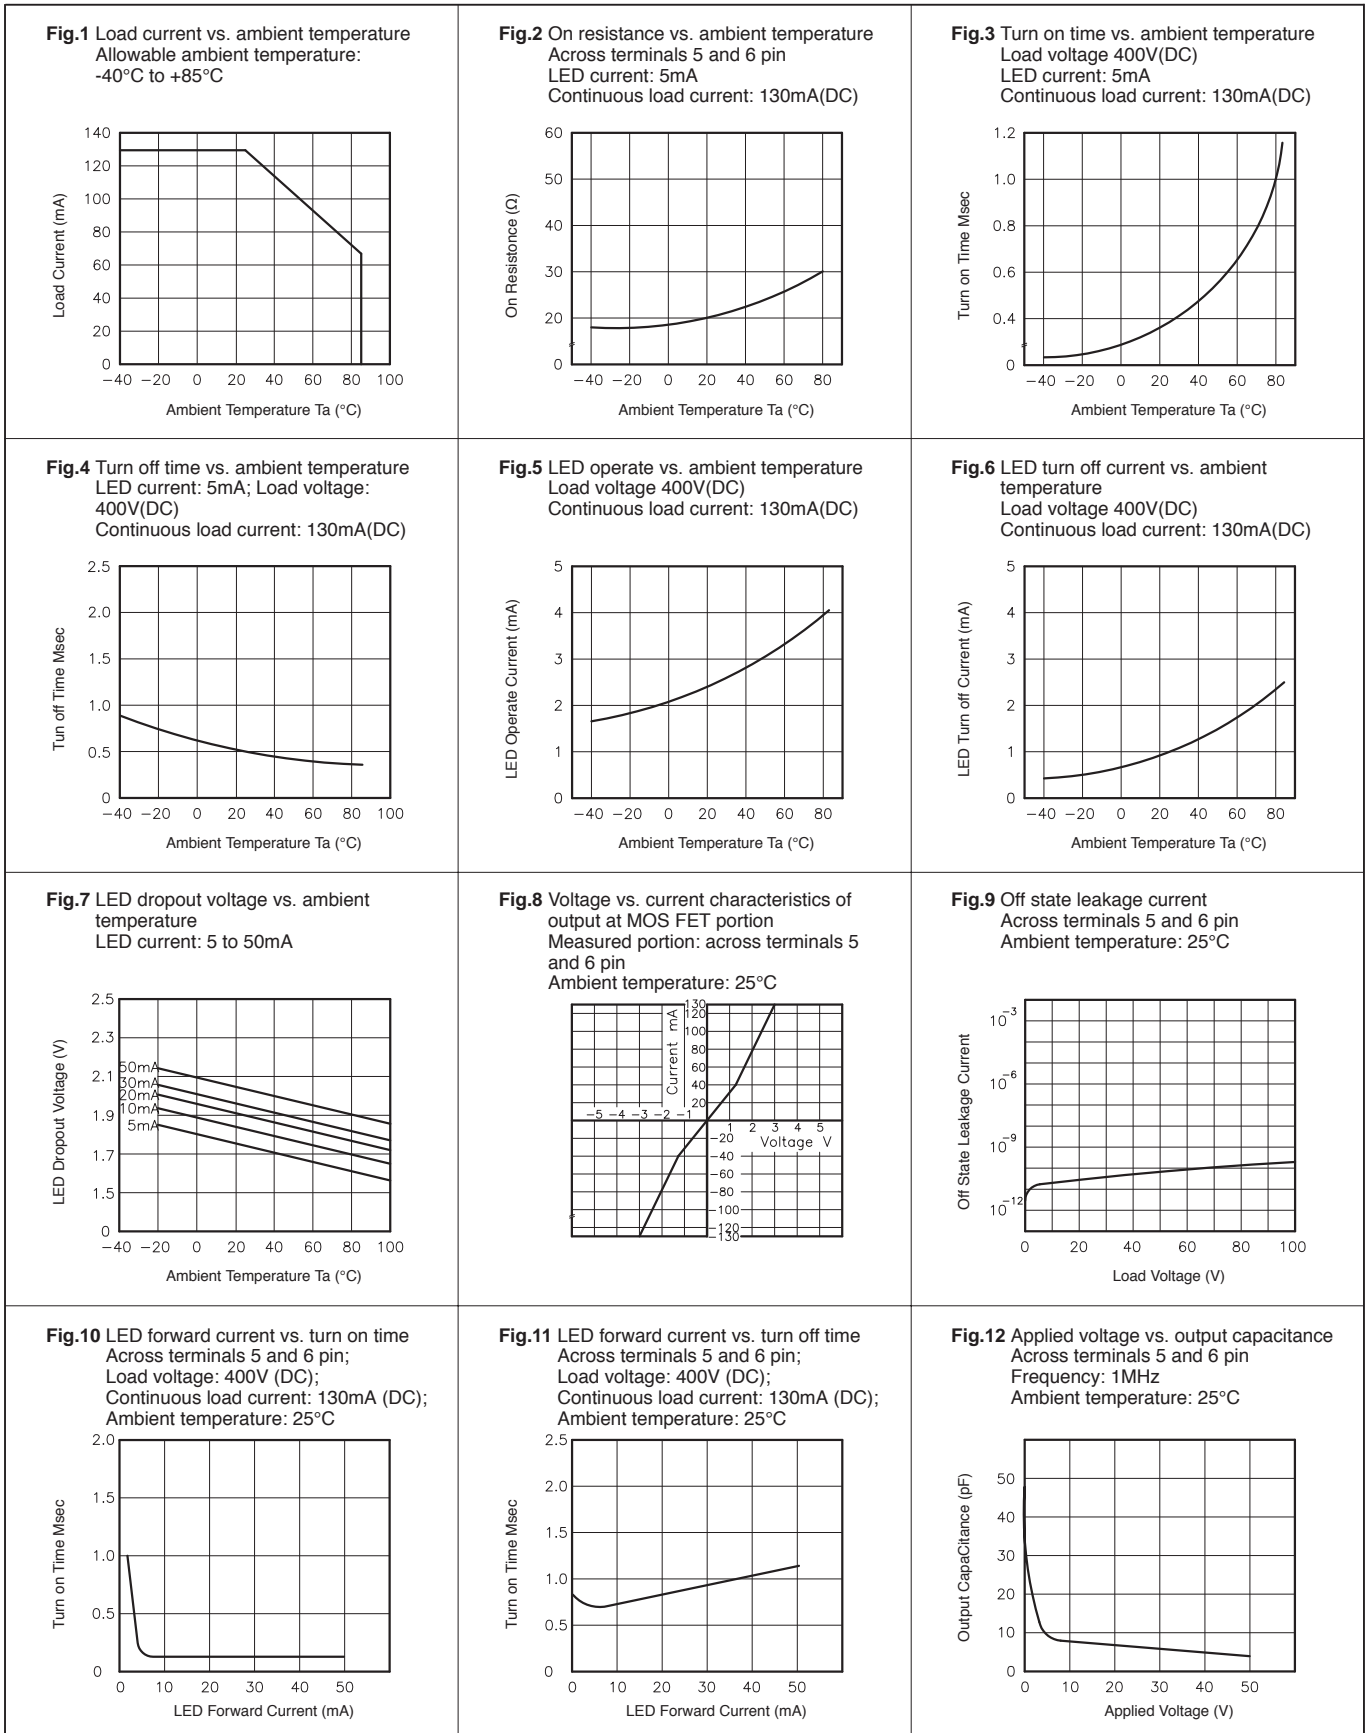 Fig.1 Load current vs. ambient temperature
Allowable ambient temperature:
-40°C to +85°C
140
120
100
80
60
40
20
0
−40 −20 0 20 40 60 80 100
Load Current (mA)
Ambient Temperature Ta (°C)
Fig.2 On resistance vs. ambient temperature
Across terminals 5 and 6 pin
LED current: 5mA
Continuous load current: 130mA(DC)
60
50
40
30
20
0
−40 −20 0 20 40 60 80
On Resistonce (Ω)
Ambient Temperature Ta (°C)
Fig.3 Turn on time vs. ambient temperature
Load voltage 400V(DC)
LED current: 5mA
Continuous load current: 130mA(DC)
1.2
1.0
0.8
0.6
0.4
0
−40 −20 0 20 40 60 80
Turn on Time Msec
Ambient Temperature Ta (°C)
Fig.4 Turn off time vs. ambient temperature
LED current: 5mA; Load voltage:
400V(DC)
Continuous load current: 130mA(DC)
2.5
2.0
1.5
1.0
0.5
0
−40 −20 0 20 40 60 80 100
Tun off Time Msec
Ambient Temperature Ta (°C)
Fig.5 LED operate vs. ambient temperature
Load voltage 400V(DC)
Continuous load current: 130mA(DC)
5
4
3
2
1
0
−40 −20 0 20 40 60 80
LED Operate Current (mA)
Ambient Temperature Ta (°C)
Fig.6 LED turn off current vs. ambient
temperature
Load voltage 400V(DC)
Continuous load current: 130mA(DC)
5
4
3
2
1
0
−40 −20 0 20 40 60 80
LED Turn off Current (mA)
Ambient Temperature Ta (°C)
Fig.7 LED dropout voltage vs. ambient
temperature
LED current: 5 to 50mA
2.5
2.3
2.1
1.9
1.7
1.5
0
50mA
30mA
20mA
10mA
5mA
−40 −20 0 20 40 60 80 100
LED Dropout Voltage (V)
Ambient Temperature Ta (°C)
Fig.8 Voltage vs. current characteristics of
output at MOS FET portion
Measured portion: across terminals 5
and 6 pin
Ambient temperature: 25°C
130
120
100
80
60
40
20
Current mA
−5 −4 −3 −2 −1
1 2 3 4 5
Voltage V
−20
−40
−60
−80
−100
−120
−130
Fig.9 Off state leakage current
Across terminals 5 and 6 pin
Ambient temperature: 25°C
10−3
10−6
10−9
10−12
0 20 40 60 80 100
Off State Leakage Current
Load Voltage (V)
Fig.10 LED forward current vs. turn on time
Across terminals 5 and 6 pin;
Load voltage: 400V (DC);
Continuous load current: 130mA (DC);
Ambient temperature: 25°C
2.0
1.5
1.0
0.5
0
0 10 20 30 40 50
Turn on Time Msec
LED Forward Current (mA)
Fig.11 LED forward current vs. turn off time
Across terminals 5 and 6 pin;
Load voltage: 400V (DC);
Continuous load current: 130mA (DC);
Ambient temperature: 25°C
2.5
2.0
1.5
1.0
0.5
0
0 10 20 30 40 50
Turn on Time Msec
LED Forward Current (mA)
Fig.12 Applied voltage vs. output capacitance
Across terminals 5 and 6 pin
Frequency: 1MHz
Ambient temperature: 25°C
50
40
30
20
10
0
0 10 20 30 40 50
Output CapaCitance (pF)
Applied Voltage (V)